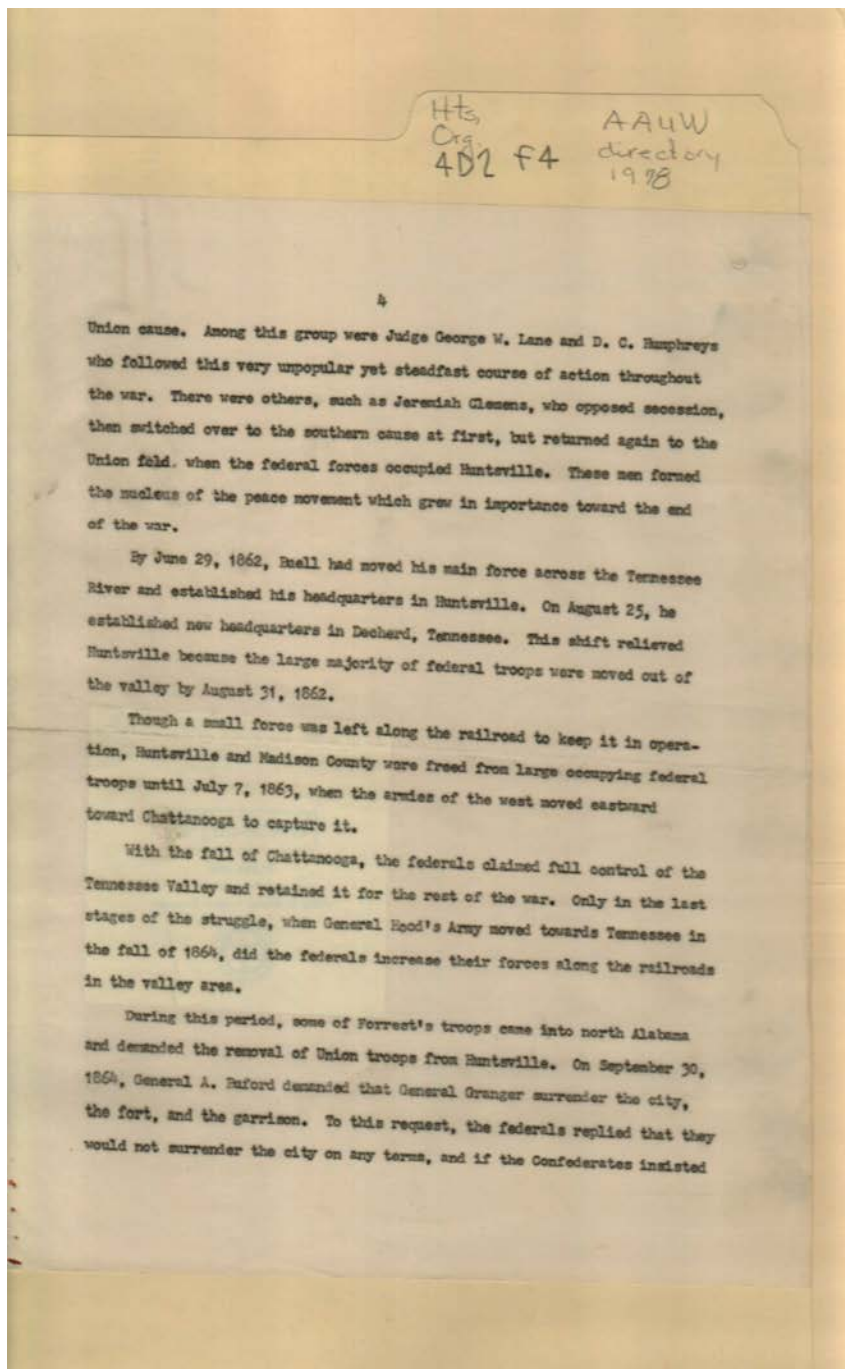 Hts,
Org
4D2 F4
AAUW
directory
1978
4
Union cause. Among this group were Judge George W. Lane and D. C. Humphreys
who followed this very unpopular yet steadfast course of action throughout
the war. There were others, such as Jeremiah Clemens, who opposed secession,
then switched over to the southern cause at first, but returned again to the
Union fold. when the federal forces occupied Huntsville. These men formed
the nucleus of the peace movement which grew in importance toward the end
of the war.
By June 29, 1862, Buell had moved his main force across the Tennessee
River and established his headquarters in Huntsville. On August 25, he
established new headquarters in Decherd, Tennessee. This shift relieved
Huntsville because the large majority of federal troops were moved out of
the valley by August 31, 1862.
Though a small force was left along the railroad to keep it in opera-
tion, Huntsville and Madison County were freed from large occupying federal
troops until July 7, 1863, when the armies of the west moved eastward
toward Chattanooga to capture it.
With the fall of Chattanooga, the federals claimed full control of the
Tennessee Valley and retained it for the rest of the war. Only in the last
stages of the struggle, when General Hood's Army moved towards Tennessee in
the fall of 1864, did the federals increase their forces along the railroads
in the valley area.
During this period, some of Forrest's troops came into north Alabama
and demanded the removal of Union troops from Huntsville. On September 30,
1864, General A. Buford demanded that General Granger surrender the city,
the fort, and the garrison. To this request, the federals replied that they
would not surrender the city on any terms, and if the Confederates insisted